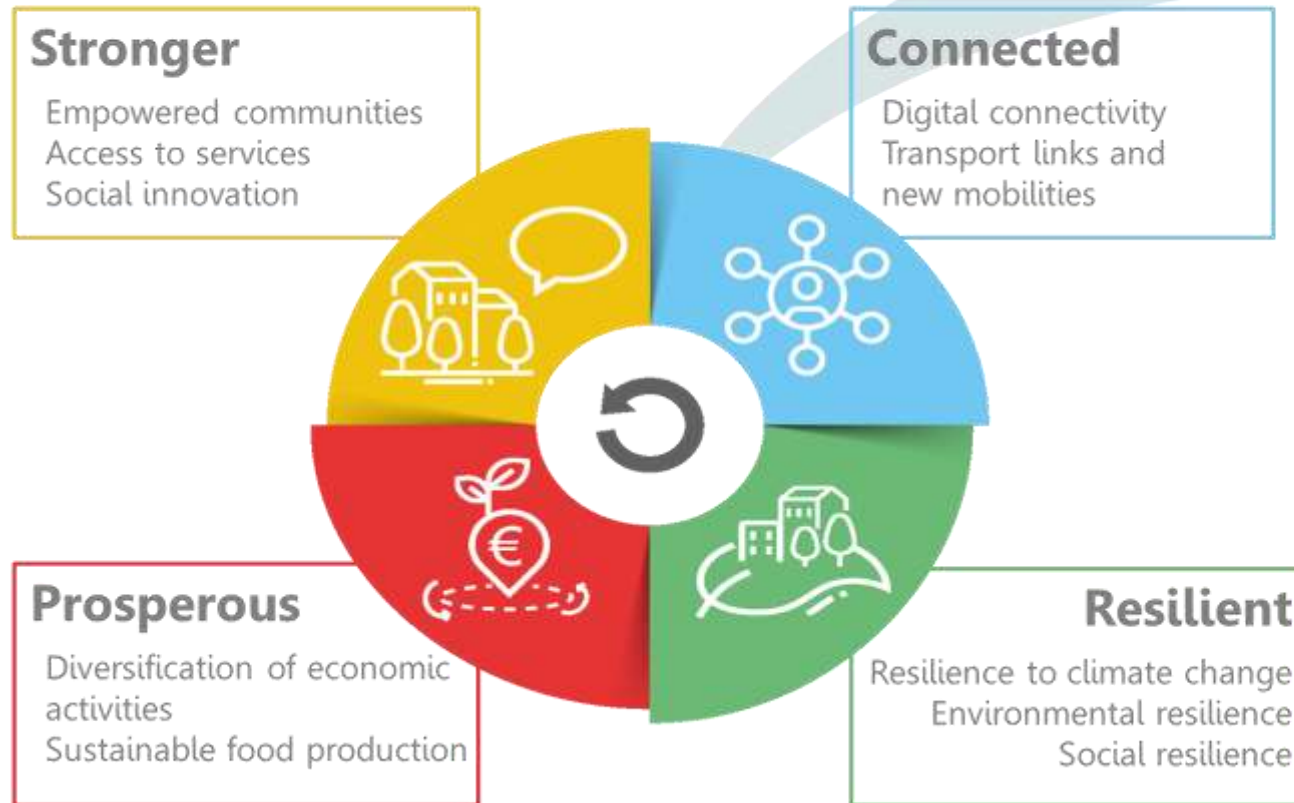 Stronger
Empowered communities
Access to services
Social innovation
Connected
Digital connectivity
Transport links and
new mobilities
€
Prosperous
Diversification of economic
activities
Sustainable food production
Resilient
Resilience to climate change
Environmental resilience
Social resilience